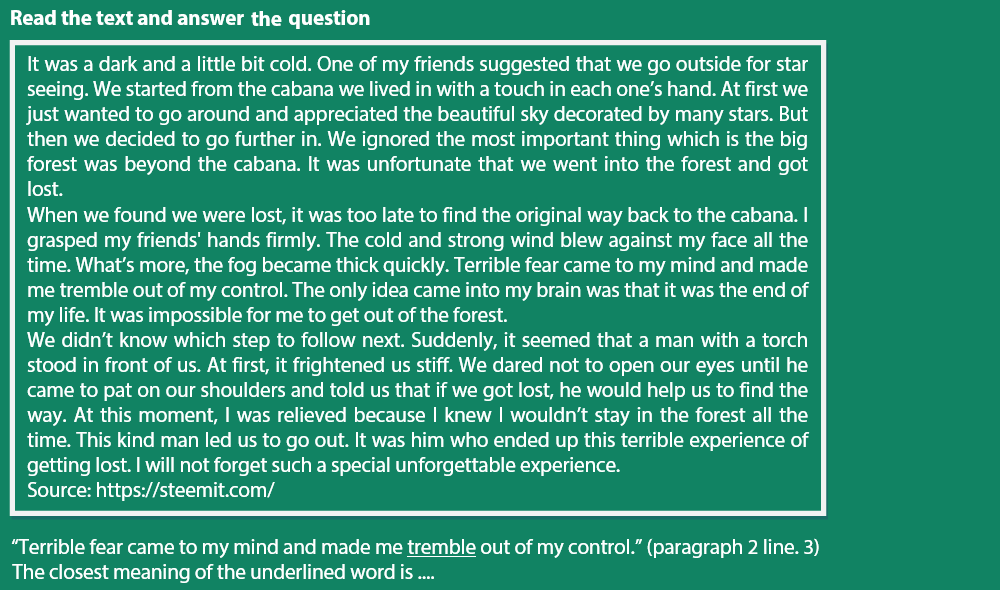 Read the text and answer the question
It was a dark and a little bit cold. One of my friends suggested that we go outside for star
seeing. We started from the cabana we lived in with a touch in each one’s hand. At first we
just wanted to go around and appreciated the beautiful sky decorated by many stars. But
then we decided to go further in. We ignored the most important thing which is the big
forest was beyond the cabana. It was unfortunate that we went into the forest and got
lost.
When we found we were lost, it was too late to find the original way back to the cabana. I
grasped my friends' hands firmly. The cold and strong wind blew against my face all the
time. What’s more, the fog became thick quickly. Terrible fear came to my mind and made
me tremble out of my control. The only idea came into my brain was that it was the end of
my life. It was impossible for me to get out of the forest.
We didn’t know which step to follow next. Suddenly, it seemed that a man with a torch
stood in front of us. At first, it frightened us stiff. We dared not to open our eyes until he
came to pat on our shoulders and told us that if we got lost, he would help us to find the
way. At this moment, I was relieved because I knew I wouldn’t stay in the forest all the
time. This kind man led us to go out. It was him who ended up this terrible experience of
getting lost. I will not forget such a special unforgettable experience.
Source: https://steemit.com/
“Terrible fear came to my mind and made me tremble out of my control.” (paragraph 2 line. 3)
The closest meaning of the underlined word is ....